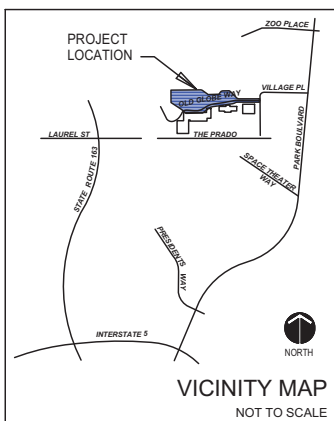 ZOO PLACE
PROJECT
LOCATION
VILLAGE PL
OLD GLOBE WAY
LAUREL ST
THE PRADO
PARK BOULVARD
STATE ROUTE 163
SPACE THEATER
WAY
PRESIDENTS
WAY
INTERSTATE 5
NORTH
VICINITY MAP
NOT TO SCALE